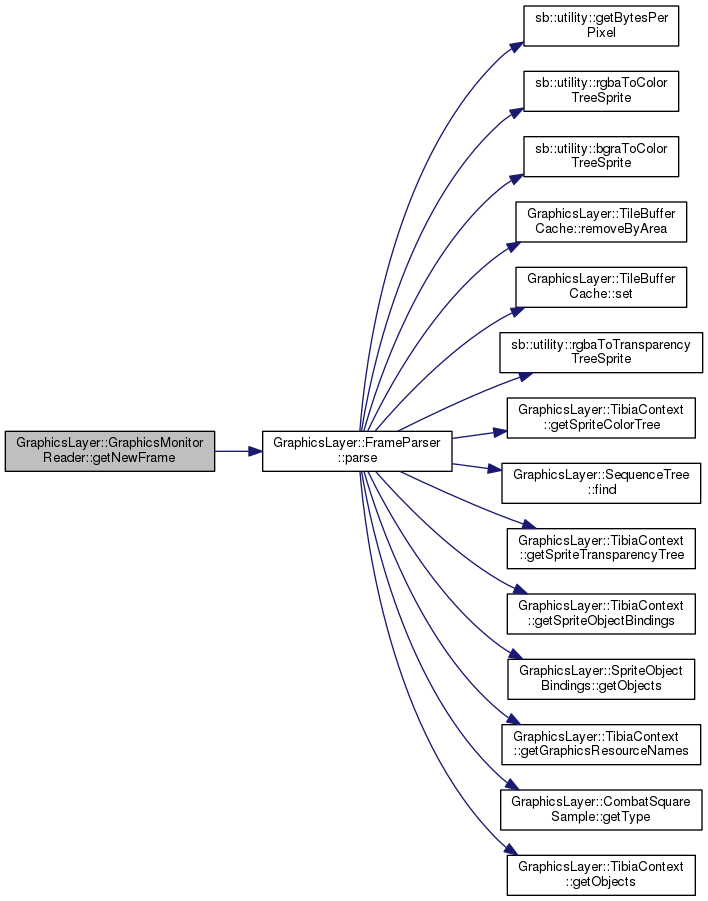 sb::utility::getBytesPer
Pixel
sb::utility::rgbaToColor
TreeSprite
sb::utility::bgraToColor
TreeSprite
GraphicsLayer::TileBuffer
Cache::removeByArea
GraphicsLayer::TileBuffer
Cache::set
sb::utility::rgbaToTransparency
TreeSprite
GraphicsLayer::TibiaContext
::getSpriteColorTree
GraphicsLayer::GraphicsMonitor
Reader::getNewFrame
GraphicsLayer::FrameParser
::parse
GraphicsLayer::SequenceTree
::find
GraphicsLayer::TibiaContext
::getSpriteTransparencyTree
GraphicsLayer::TibiaContext
::getSpriteObjectBindings
GraphicsLayer::SpriteObject
Bindings::getObjects
GraphicsLayer::TibiaContext
::getGraphicsResourceNames
GraphicsLayer::CombatSquare
Sample::getType
GraphicsLayer::TibiaContext
::getObjects